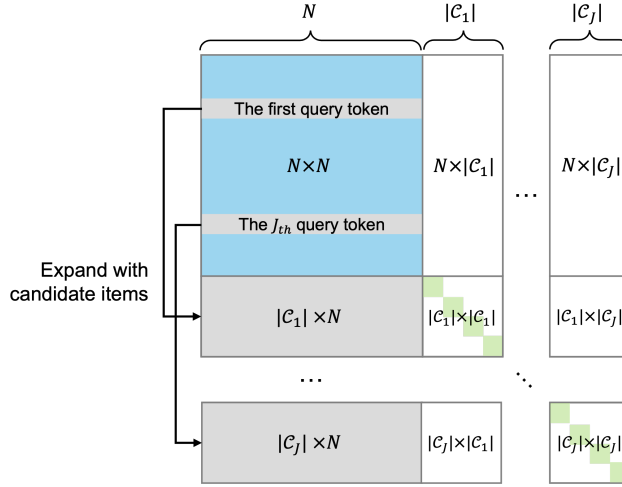 N |𝒞₁| |𝒞_J|
The first query token
N×N N×|𝒞₁| ... N×|𝒞_J|
The J_th query token
Expand with
candidate items
|𝒞₁|×N |𝒞₁|×|𝒞₁| |𝒞₁|×|𝒞_J|
... ⋱
|𝒞_J|×N |𝒞_J|×|𝒞₁| |𝒞_J|×|𝒞_J|